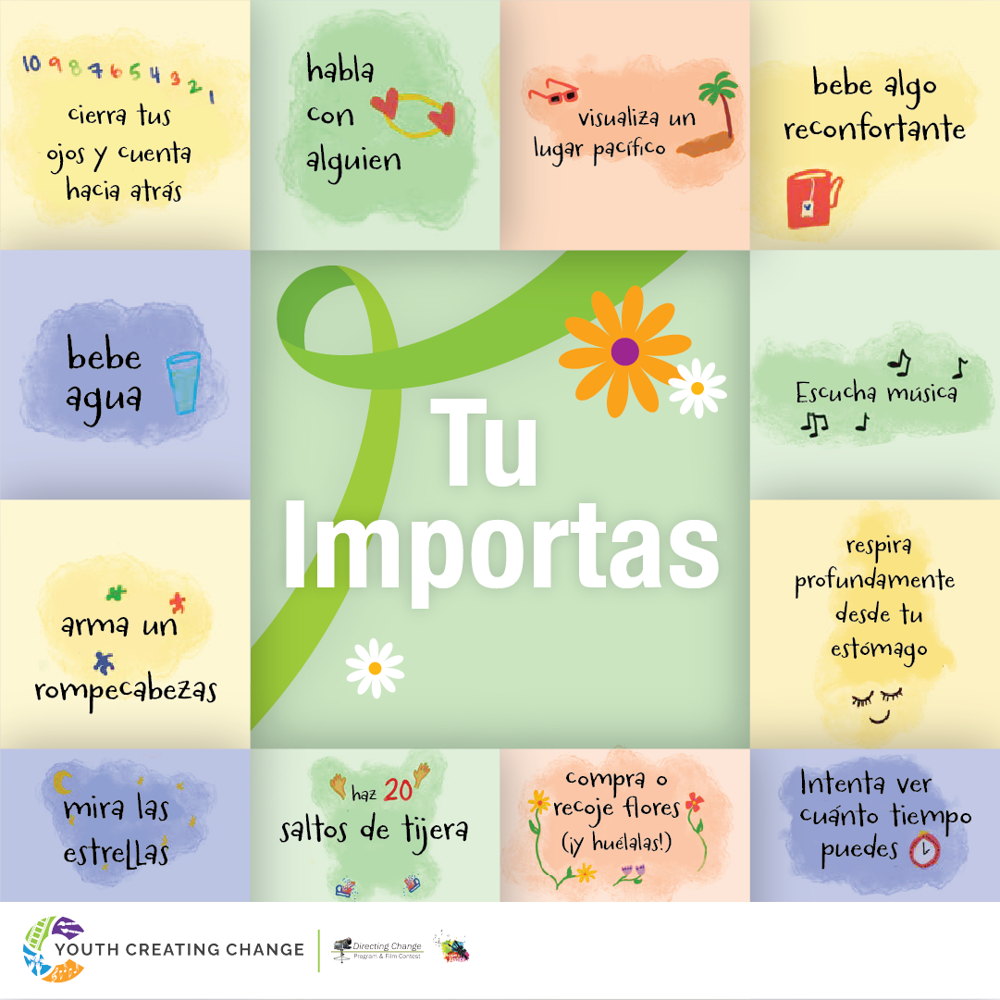 10 9 8 7 6 5 4 3 2 1
cierra tus
ojos y cuenta
hacia atrás
habla
con
alguien
visualiza un
lugar pacífico
bebe algo
reconfortante
bebe
agua
Tu
Importas
Escucha música
arma un
rompecabezas
respira
profundamente
desde tu
estómago
mira las
estrellas
haz 20
saltos de tijera
compra o
recoje flores
(¡y huélalas!)
Intenta ver
cuánto tiempo
puedes
YOUTH CREATING CHANGE
Directing Change
Program & Film Contest